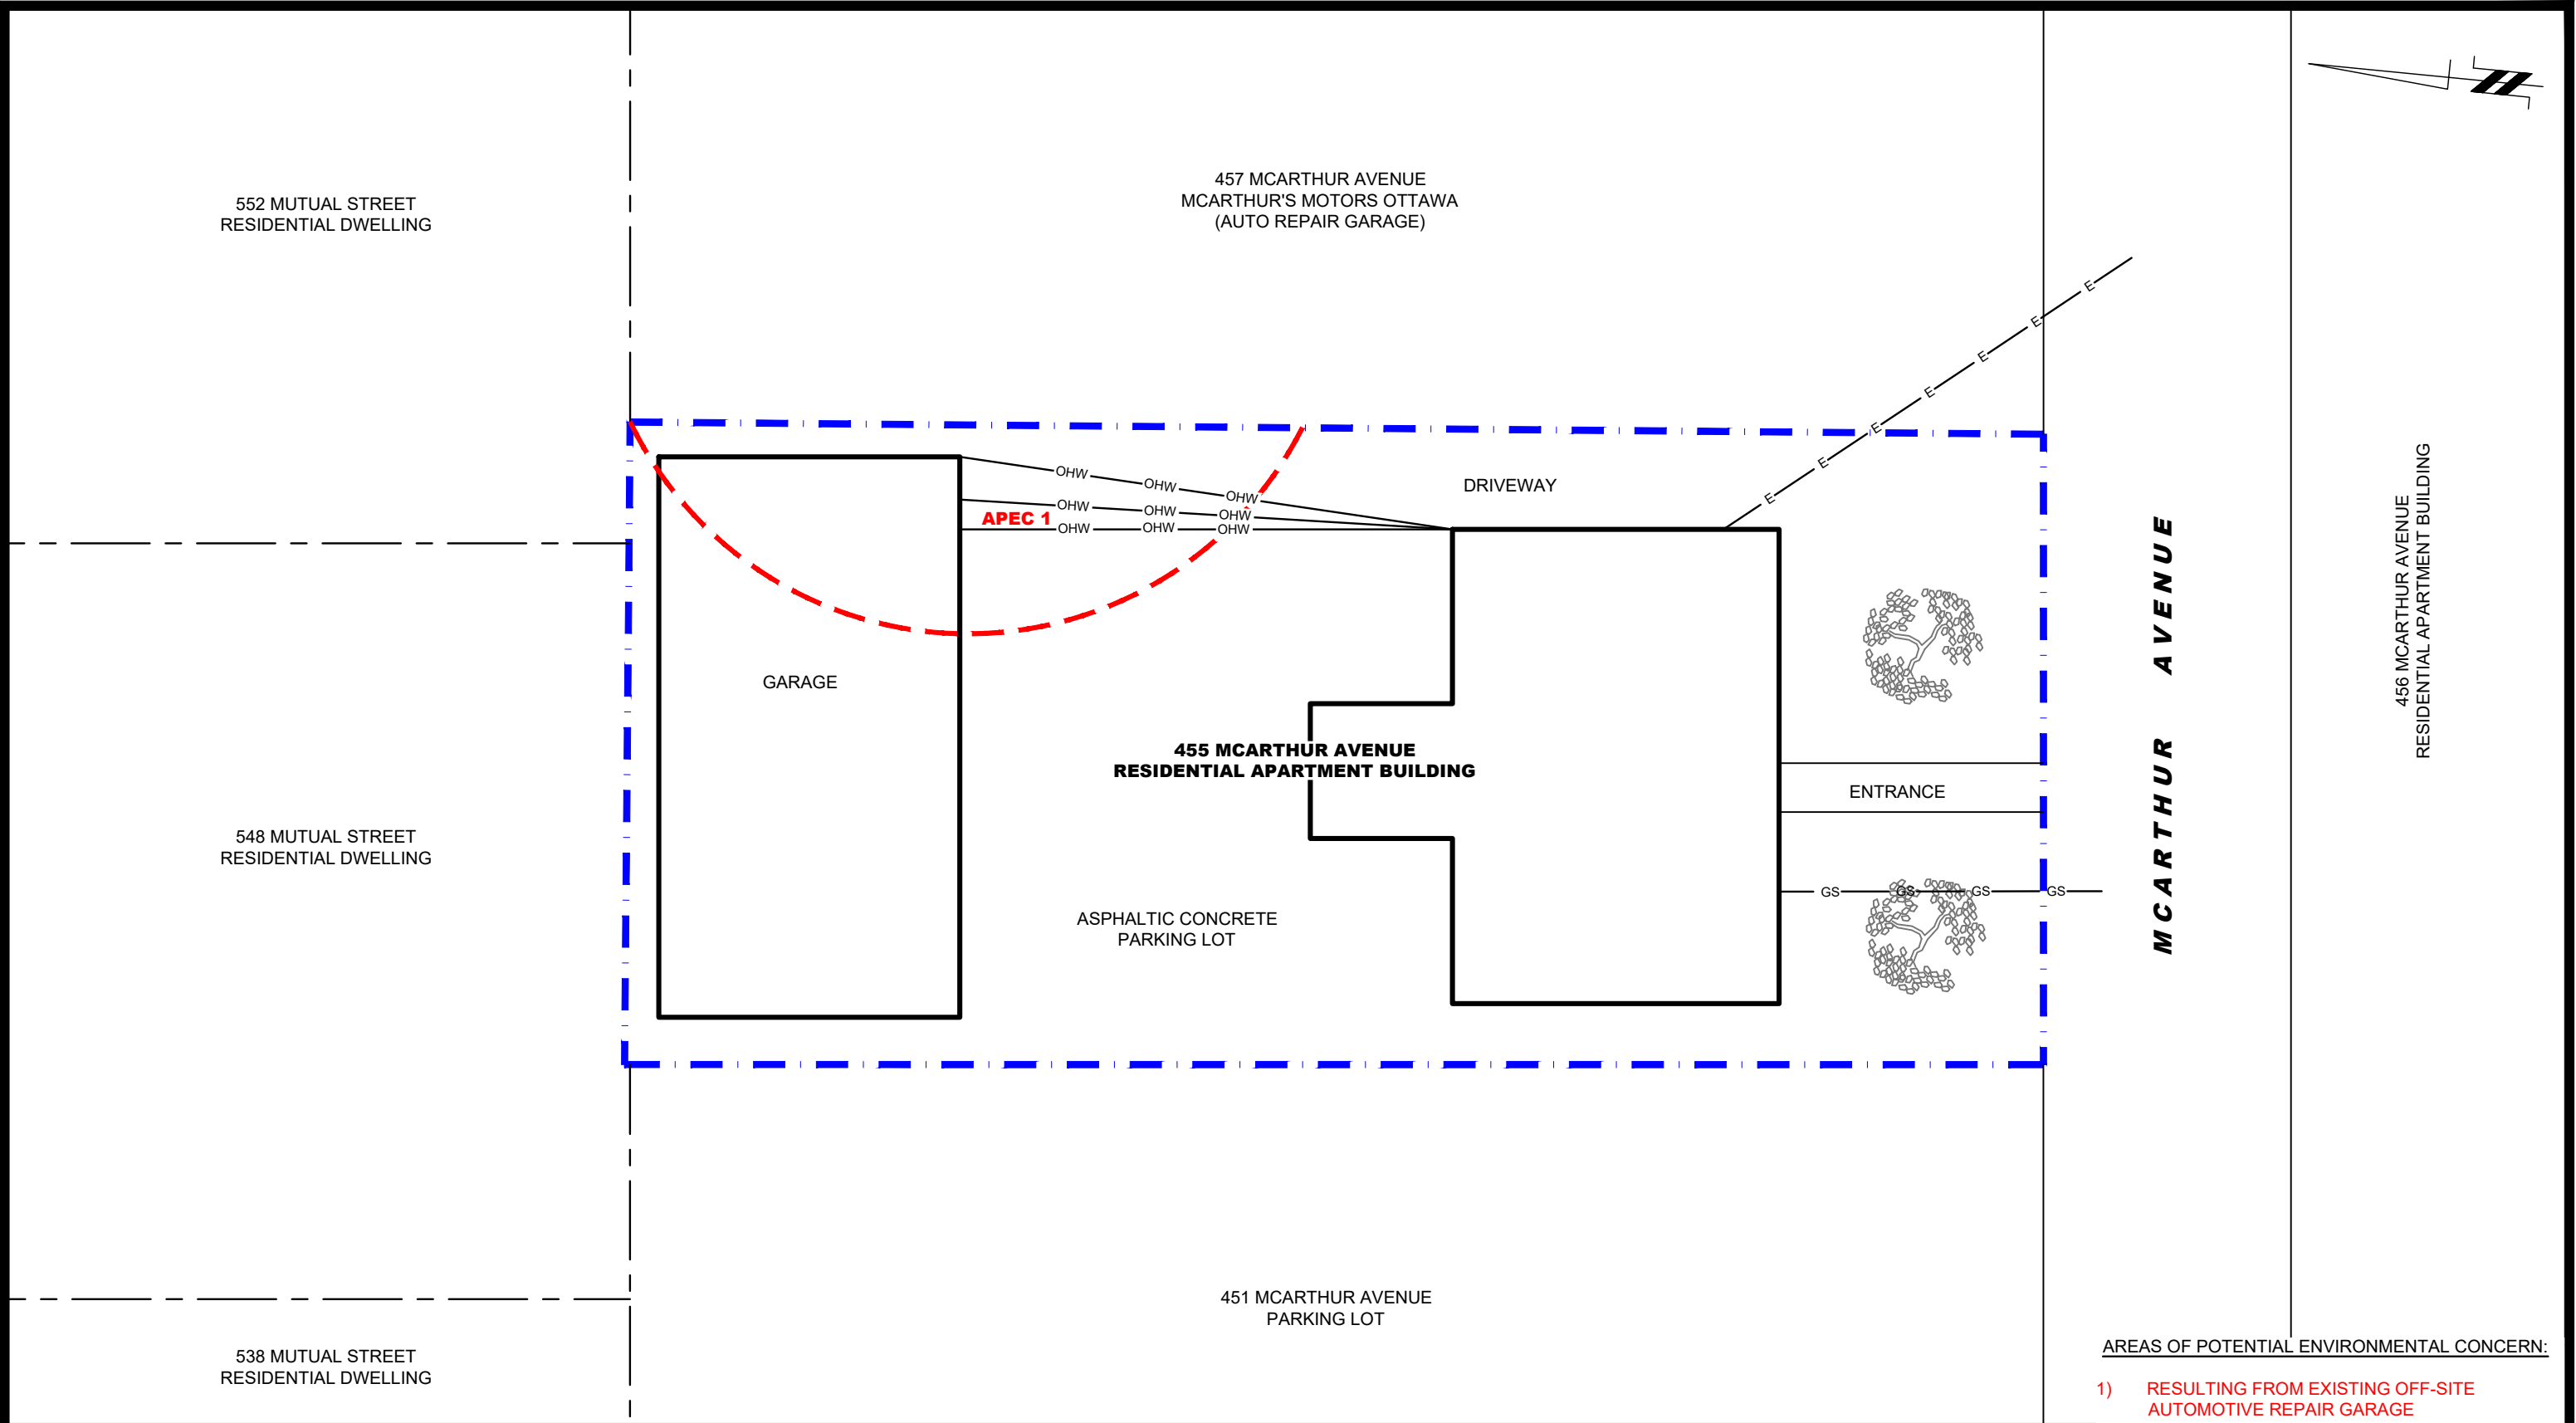 552 MUTUAL STREET
RESIDENTIAL DWELLING
457 MCARTHUR AVENUE
MCARTHUR'S MOTORS OTTAWA
(AUTO REPAIR GARAGE)
E
E
E
E
E
E
E
OHW
OHW
OHW
OHW
OHW
OHW
OHW
OHW
OHW
APEC 1
DRIVEWAY
GARAGE
455 MCARTHUR AVENUE
RESIDENTIAL APARTMENT BUILDING
ENTRANCE
GS
GS
GS
GS
MCARTHUR AVENUE
456 MCARTHUR AVENUE
RESIDENTIAL APARTMENT BUILDING
548 MUTUAL STREET
RESIDENTIAL DWELLING
ASPHALTIC CONCRETE
PARKING LOT
451 MCARTHUR AVENUE
PARKING LOT
538 MUTUAL STREET
RESIDENTIAL DWELLING
AREAS OF POTENTIAL ENVIRONMENTAL CONCERN:
1) RESULTING FROM EXISTING OFF-SITE
AUTOMOTIVE REPAIR GARAGE